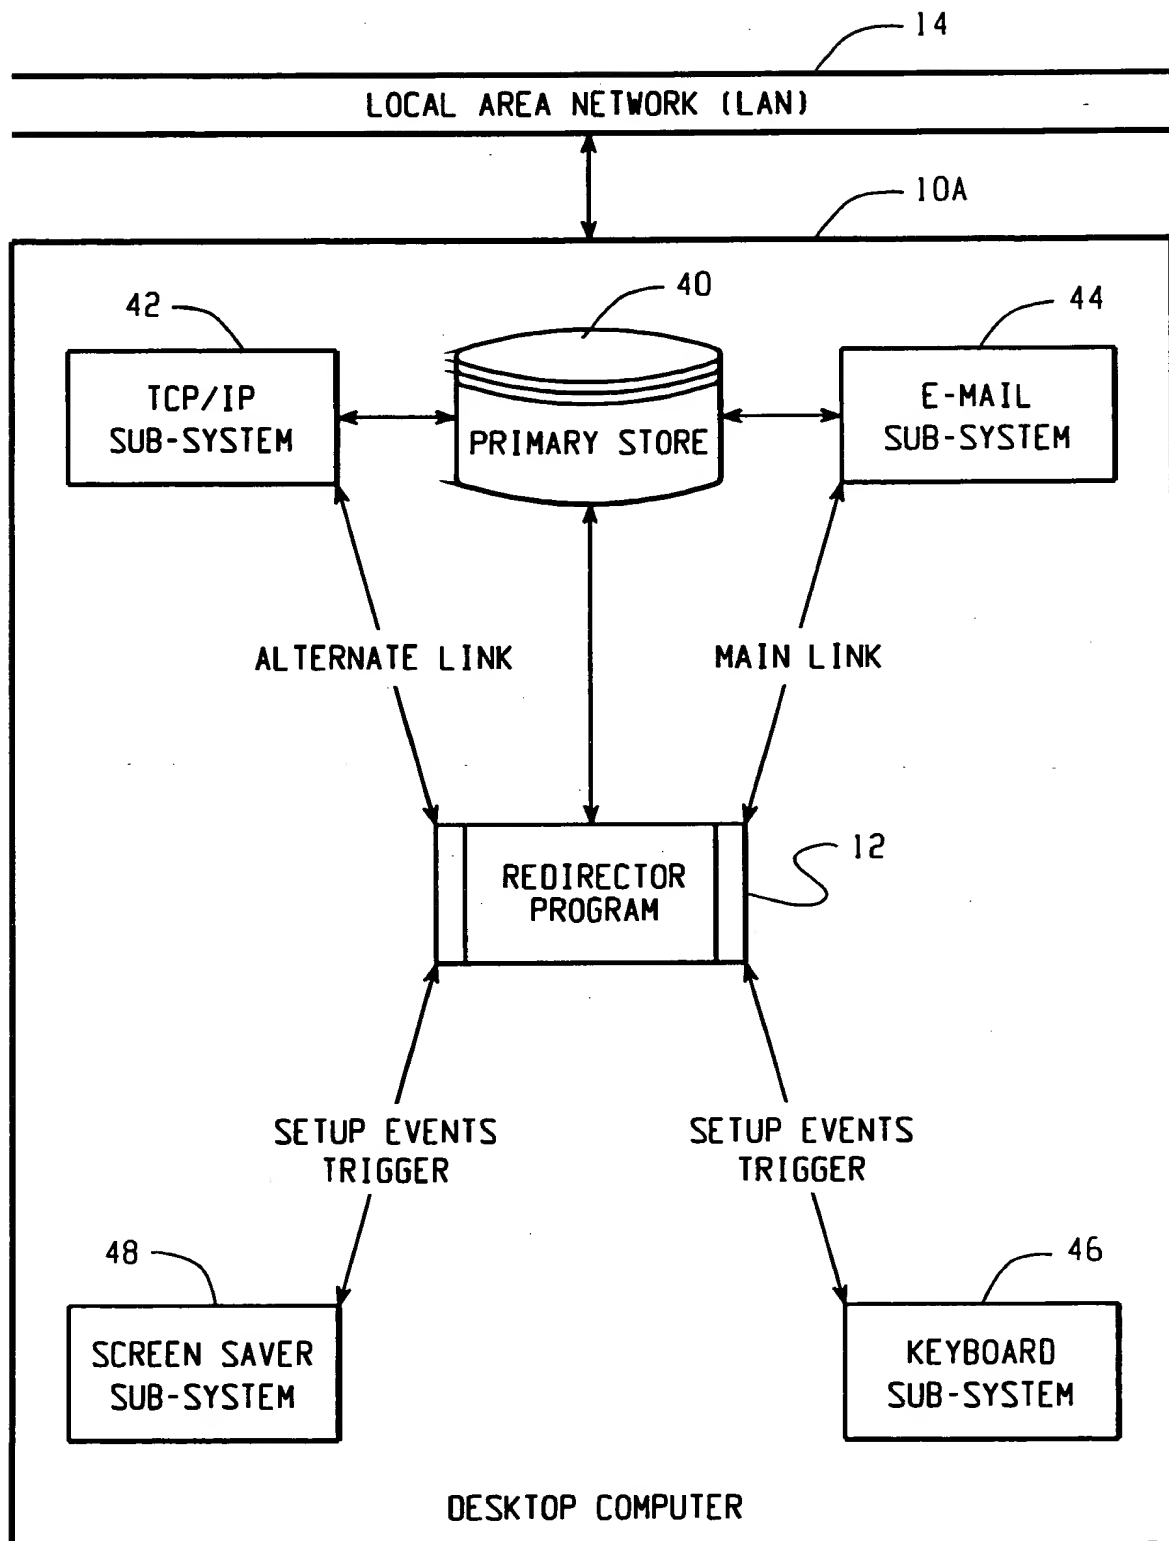 14
LOCAL AREA NETWORK (LAN)
10A
42
40
44
TCP/IP
SUB-SYSTEM
PRIMARY STORE
E-MAIL
SUB-SYSTEM
ALTERNATE LINK
MAIN LINK
12
REDIRECTOR
PROGRAM
SETUP EVENTS
TRIGGER
SETUP EVENTS
TRIGGER
48
46
SCREEN SAVER
SUB-SYSTEM
KEYBOARD
SUB-SYSTEM
DESKTOP COMPUTER